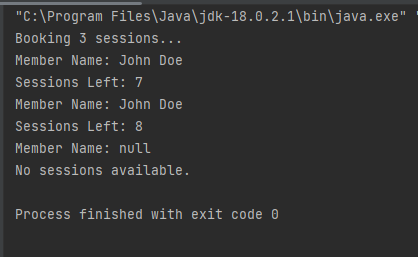 "C:\Program Files\Java\jdk-18.0.2.1\bin\java.exe" "
Booking 3 sessions...
Member Name: John Doe
Sessions Left: 7
Member Name: John Doe
Sessions Left: 8
Member Name: null
No sessions available.
Process finished with exit code 0